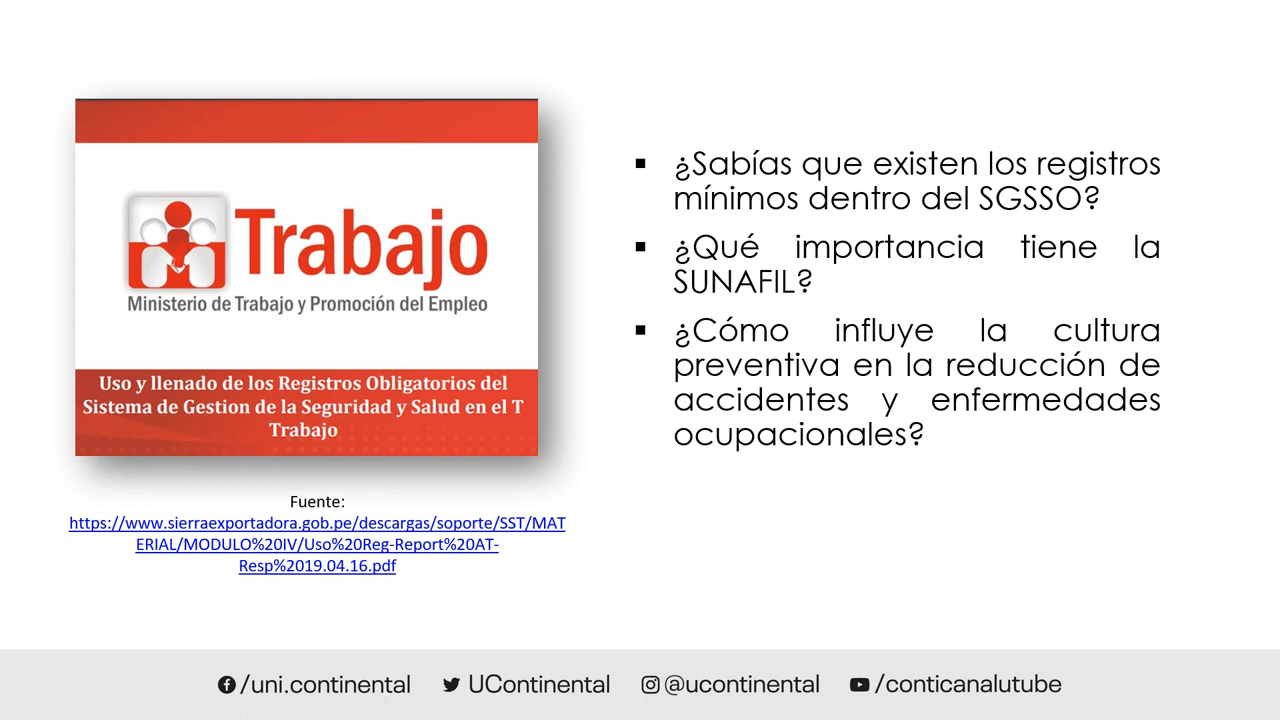 Trabajo
Ministerio de Trabajo y Promoción del Empleo
Uso y llenado de los Registros Obligatorios del
Sistema de Gestion de la Seguridad y Salud en el T
Trabajo
Fuente:
https://www.sierraexportadora.gob.pe/descargas/soporte/SST/MAT
ERIAL/MODULO%20IV/Uso%20Reg-Report%20AT-
Resp%2019.04.16.pdf
▪ ¿Sabías que existen los registros
mínimos dentro del SGSSO?
▪ ¿Qué importancia tiene la
SUNAFIL?
▪ ¿Cómo influye la cultura
preventiva en la reducción de
accidentes y enfermedades
ocupacionales?
/uni.continental UContinental @ucontinental /conticanalutube